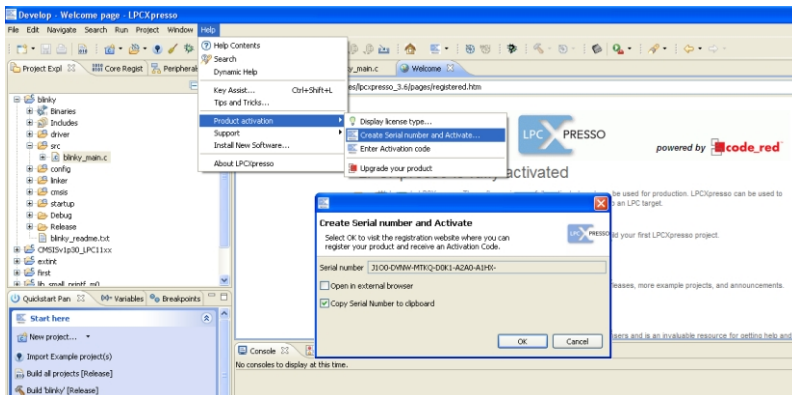 Develop - Welcome page - LPCXpresso
File Edit Navigate Search Run Project Window Help
Help Contents
Search
Dynamic Help
Key Assist... Ctrl+Shift+L
Tips and Tricks...
Product activation
Support
Install New Software...
About LPCXpresso
Display license type...
Create Serial number and Activate...
Enter Activation code
Upgrade your product
Project Expl
Core Regist
Peripheral
blinky
Binaries
Includes
driver
src
blinky_main.c
config
linker
cmsis
startup
Debug
Release
blinky_readme.txt
CMSISv1p30_LPC11xx
extint
first
lib_small_printf_m0
y_main.c
Welcome
es/lpcxpresso_3.6/pages/registered.htm
LPC XPRESSO
powered by code_red
activated
be used for production. LPCXpresso can be used to
o an LPC target.
ild your first LPCXpresso project.
eases, more example projects, and announcements.
sers and is an invaluable resource for getting help and
Create Serial number and Activate
Select OK to visit the registration website where you can
register your product and receive an Activation Code.
LPC XPRESSO
Serial number J1O0-DYNW-MTKQ-D0K1-A2A0-A1HX-
Open in external browser
Copy Serial Number to clipboard
OK Cancel
Quickstart Pan
Variables
Breakpoints
Start here
New project...
Import Example project(s)
Build all projects [Release]
Build 'blinky' [Release]
Console
No consoles to display at this time.